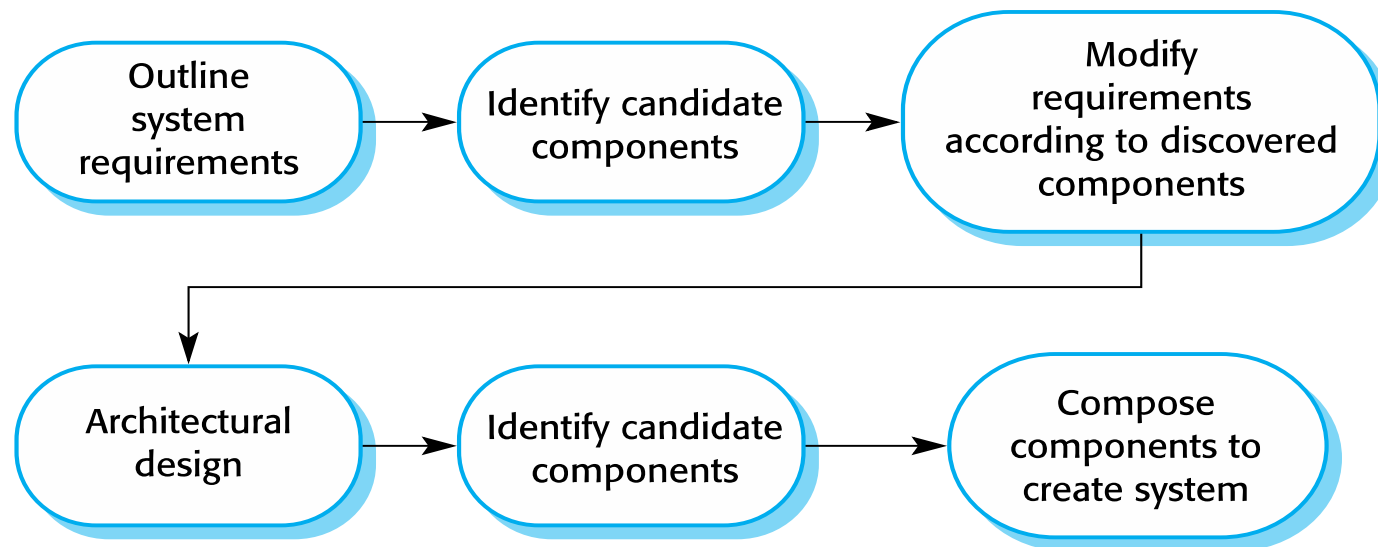 Outline
system
requirements
Identify candidate
components
Modify
requirements
according to discovered
components
Architectural
design
Identify candidate
components
Compose
components to
create system